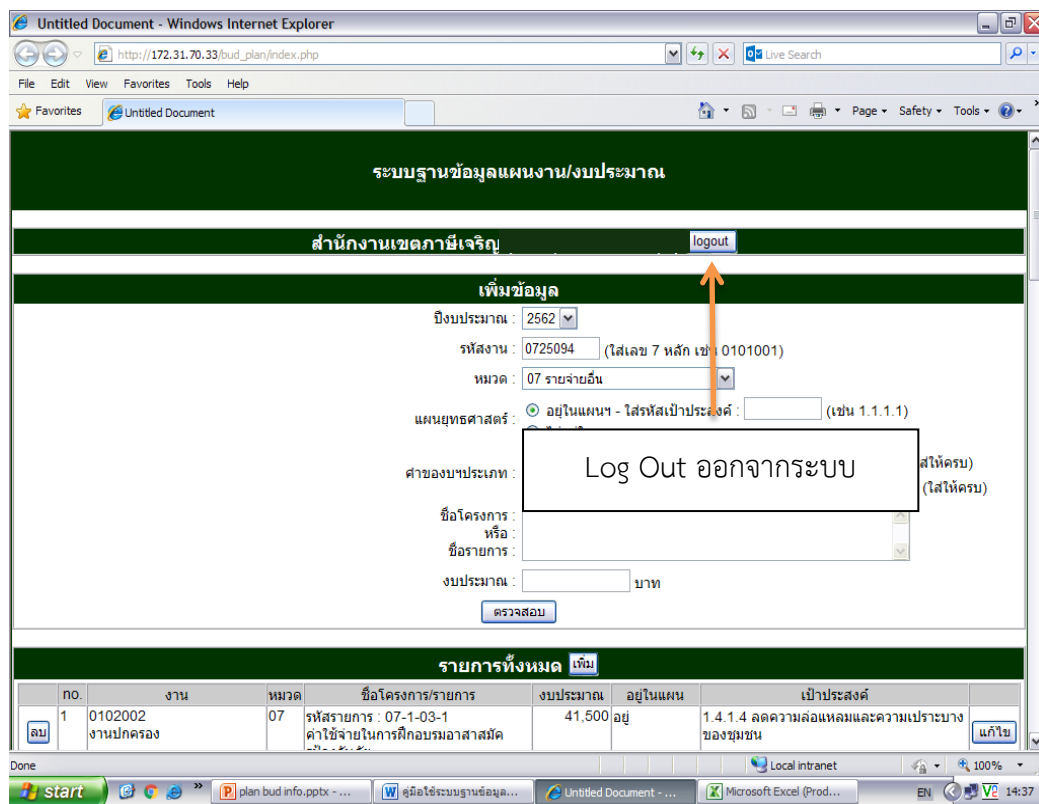 Untitled Document - Windows Internet Explorer
http://172.31.70.33/bud_plan/index.php
Live Search
File Edit View Favorites Tools Help
Favorites Untitled Document Page Safety Tools
ระบบฐานข้อมูลแผนงาน/งบประมาณ
สำนักงานเขตภาษีเจริญ logout
เพิ่มข้อมูล
ปีงบประมาณ : 2562
รหัสงาน : 0725094 (ใส่เลข 7 หลัก เช่น 0101001)
หมวด : 07 รายจ่ายอื่น
แผนยุทธศาสตร์ : อยู่ในแผนฯ - ใส่รหัสเป้าประสงค์ : (เช่น 1.1.1.1)
Log Out ออกจากระบบ
คำของบฯประเภท :
ใส่ให้ครบ)
(ใส่ให้ครบ)
ชื่อโครงการ :
หรือ :
ชื่อรายการ :
งบประมาณ : บาท
ตรวจสอบ
รายการทั้งหมด เพิ่ม
no. งาน หมวด ชื่อโครงการ/รายการ งบประมาณ อยู่ในแผน เป้าประสงค์
ลบ 1 0102002 07 รหัสรายการ : 07-1-03-1 41,500 อยู่ 1.4.1.4 ลดความล่อแหลมและความเปราะบาง แก้ไข
งานปกครอง ค่าใช้จ่ายในการฝึกอบรมอาสาสมัค ของชุมชน
Done Local intranet 100%
start plan bud info.pptx - ... คู่มือใช้ระบบฐานข้อมูล... Untitled Document - ... Microsoft Excel (Prod... EN 14:37